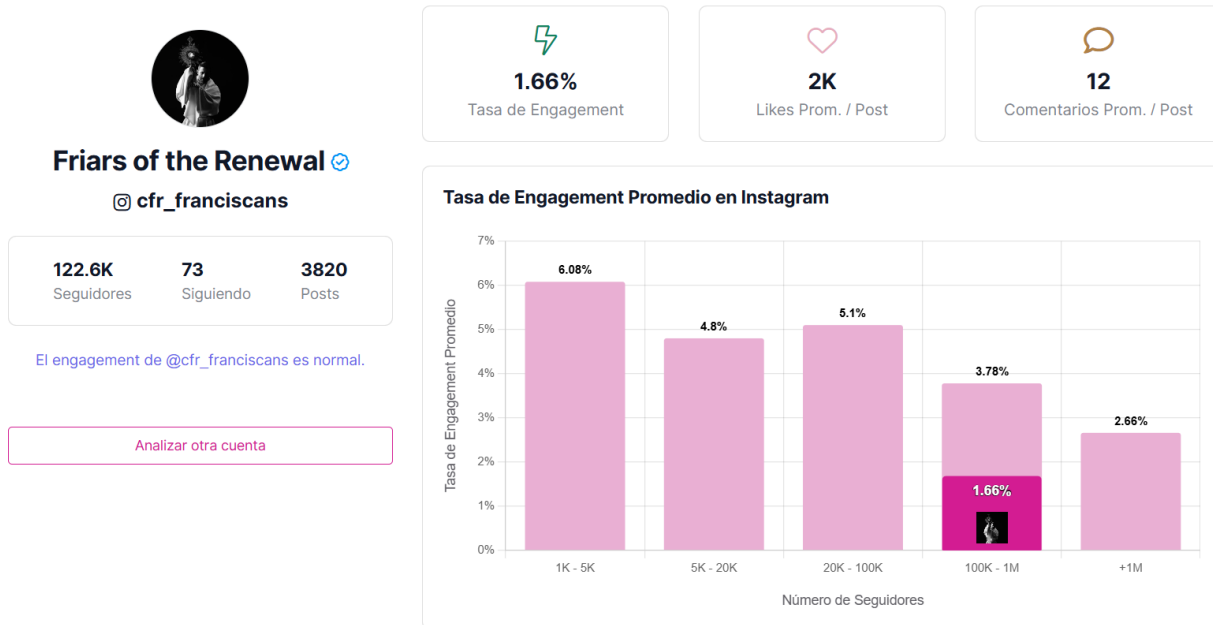 Friars of the Renewal
cfr_franciscans
122.6K 73 3820
Seguidores Siguiendo Posts
El engagement de @cfr_franciscans es normal.
Analizar otra cuenta
1.66%
Tasa de Engagement
2K
Likes Prom. / Post
12
Comentarios Prom. / Post
Tasa de Engagement Promedio en Instagram
Tasa de Engagement Promedio
7%
6%
5%
4%
3%
2%
1%
0%
6.08%
4.8%
5.1%
3.78%
2.66%
1.66%
1K - 5K 5K - 20K 20K - 100K 100K - 1M +1M
Número de Seguidores